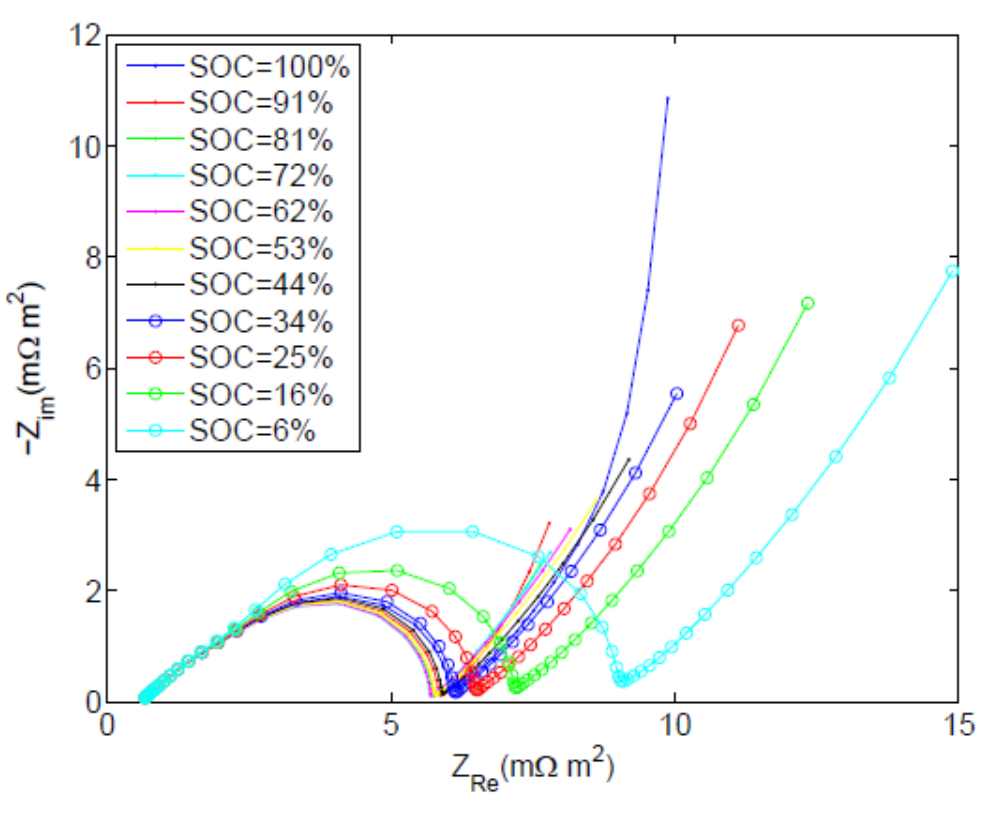 12
10
8
6
4
2
0
−Z_im(mΩ m²)
SOC=100%
SOC=91%
SOC=81%
SOC=72%
SOC=62%
SOC=53%
SOC=44%
SOC=34%
SOC=25%
SOC=16%
SOC=6%
0 5 10 15
Z_Re(mΩ m²)